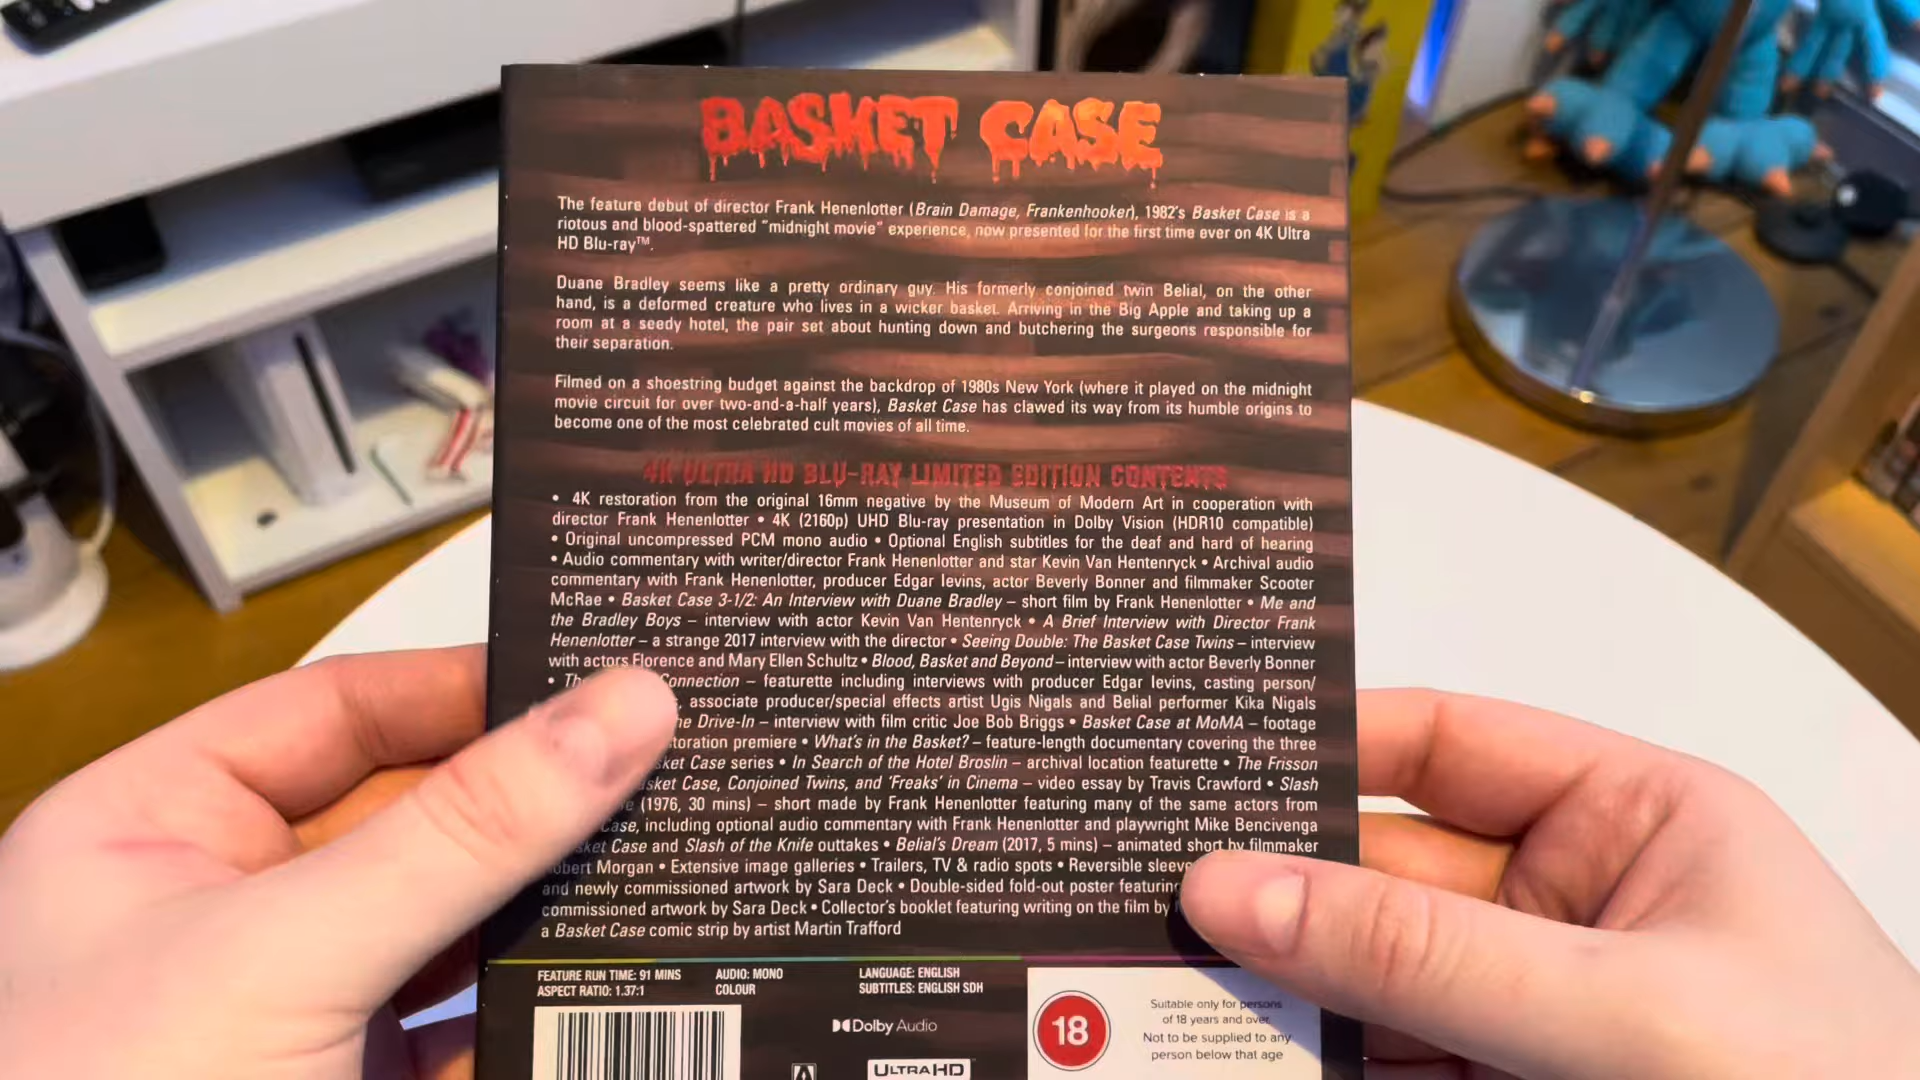 BASKET CASE
The feature debut of director Frank Henenlotter (Brain Damage, Frankenhooker), 1982's Basket Case is a
riotous and blood-spattered "midnight movie" experience, now presented for the first time ever on 4K Ultra
HD Blu-ray™.
Duane Bradley seems like a pretty ordinary guy. His formerly conjoined twin Belial, on the other
hand, is a deformed creature who lives in a wicker basket. Arriving in the Big Apple and taking up a
room at a seedy hotel, the pair set about hunting down and butchering the surgeons responsible for
their separation.
Filmed on a shoestring budget against the backdrop of 1980s New York (where it played on the midnight
movie circuit for over two-and-a-half years), Basket Case has clawed its way from its humble origins to
become one of the most celebrated cult movies of all time.
4K ULTRA HD BLU-RAY LIMITED EDITION CONTENTS
• 4K restoration from the original 16mm negative by the Museum of Modern Art in cooperation with
director Frank Henenlotter • 4K (2160p) UHD Blu-ray presentation in Dolby Vision (HDR10 compatible)
• Original uncompressed PCM mono audio • Optional English subtitles for the deaf and hard of hearing
• Audio commentary with writer/director Frank Henenlotter and star Kevin Van Hentenryck • Archival audio
commentary with Frank Henenlotter, producer Edgar Ievins, actor Beverly Bonner and filmmaker Scooter
McRae • Basket Case 3-1/2: An Interview with Duane Bradley – short film by Frank Henenlotter • Me and
the Bradley Boys – interview with actor Kevin Van Hentenryck • A Brief Interview with Director Frank
Henenlotter – a strange 2017 interview with the director • Seeing Double: The Basket Case Twins – interview
with actors Florence and Mary Ellen Schultz • Blood, Basket and Beyond – interview with actor Beverly Bonner
• Connection – featurette including interviews with producer Edgar Ievins, casting person/
, associate producer/special effects artist Ugis Nigals and Belial performer Kika Nigals
Drive-In – interview with film critic Joe Bob Briggs • Basket Case at MoMA – footage
premiere • What's in the Basket? – feature-length documentary covering the three
Case series • In Search of the Hotel Broslin – archival location featurette • The Frisson
Case, Conjoined Twins, and 'Freaks' in Cinema – video essay by Travis Crawford • Slash
(1976, 30 mins) – short made by Frank Henenlotter featuring many of the same actors from
Case, including optional audio commentary with Frank Henenlotter and playwright Mike Bencivenga
Case and Slash of the Knife outtakes • Belial's Dream (2017, 5 mins) – animated short by filmmaker
Morgan • Extensive image galleries • Trailers, TV & radio spots • Reversible
and newly commissioned artwork by Sara Deck • Double-sided fold-out poster
commissioned artwork by Sara Deck • Collector's booklet featuring writing on the film by
a Basket Case comic strip by artist Martin Trafford
FEATURE RUN TIME: 91 MINS AUDIO: MONO LANGUAGE: ENGLISH
ASPECT RATIO: 1.37:1 COLOUR SUBTITLES: ENGLISH SDH
Dolby Audio
ULTRA HD
18
Suitable only for persons
of 18 years and over.
Not to be supplied to any
person below that age